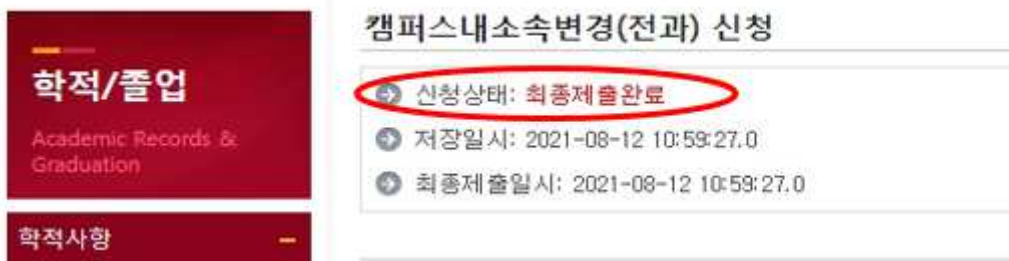 학적/졸업
Academic Records &
Graduation
학적사항
캠퍼스내소속변경(전과) 신청
신청상태: 최종제출완료
저장일시: 2021-08-12 10:59:27.0
최종제출일시: 2021-08-12 10:59:27.0